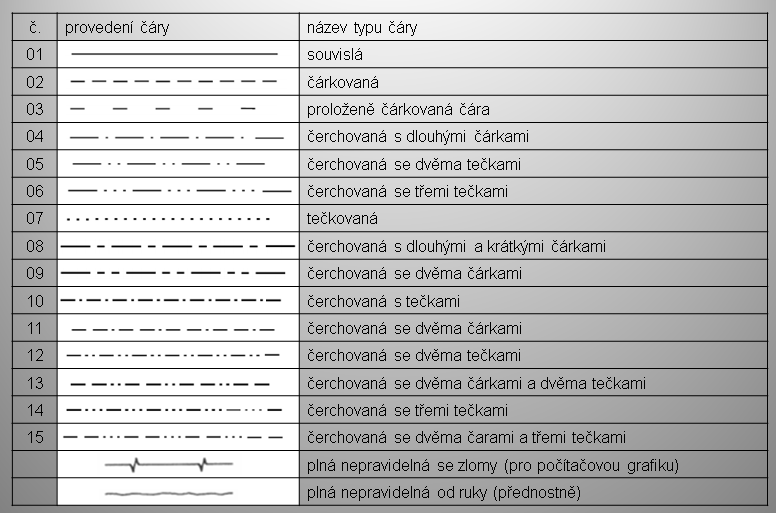 č. provedení čáry název typu čáry
01 souvislá
02 čárkovaná
03 proloženě čárkovaná čára
04 čerchovaná s dlouhými čárkami
05 čerchovaná se dvěma tečkami
06 čerchovaná se třemi tečkami
07 tečkovaná
08 čerchovaná s dlouhými a krátkými čárkami
09 čerchovaná se dvěma čárkami
10 čerchovaná s tečkami
11 čerchovaná se dvěma čárkami
12 čerchovaná se dvěma tečkami
13 čerchovaná se dvěma čárkami a dvěma tečkami
14 čerchovaná se třemi tečkami
15 čerchovaná se dvěma čarami a třemi tečkami
plná nepravidelná se zlomy (pro počítačovou grafiku)
plná nepravidelná od ruky (přednostně)